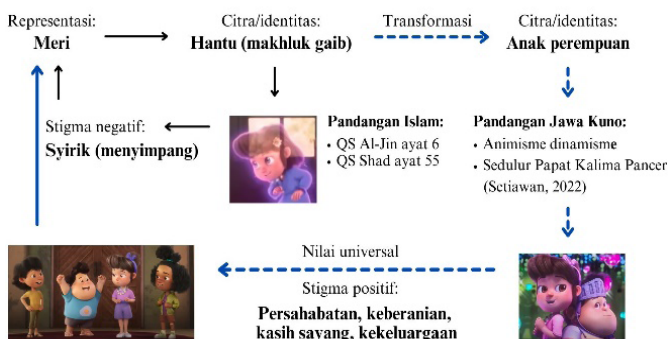 Representasi:
Meri
Citra/identitas:
Hantu (makhluk gaib)
Transformasi
Citra/identitas:
Anak perempuan
Stigma negatif:
Syirik (menyimpang)
Pandangan Islam:
• QS Al-Jin ayat 6
• QS Shad ayat 55
Pandangan Jawa Kuno:
• Animisme dinamisme
• Sedulur Papat Kalima Pancer
(Setiawan, 2022)
Nilai universal
Stigma positif:
Persahabatan, keberanian,
kasih sayang, kekeluargaan